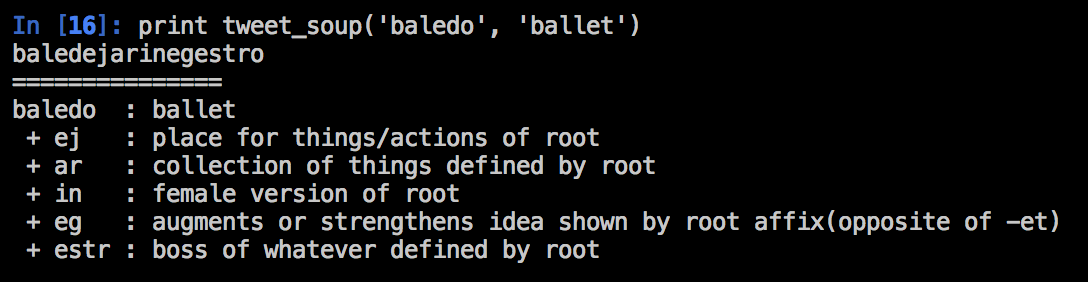 In [16]: print tweet_soup('baledo', 'ballet')
baledejarinegestro
===============
baledo  : ballet
 + ej   : place for things/actions of root
 + ar   : collection of things defined by root
 + in   : female version of root
 + eg   : augments or strengthens idea shown by root affix(opposite of -et)
 + estr : boss of whatever defined by root